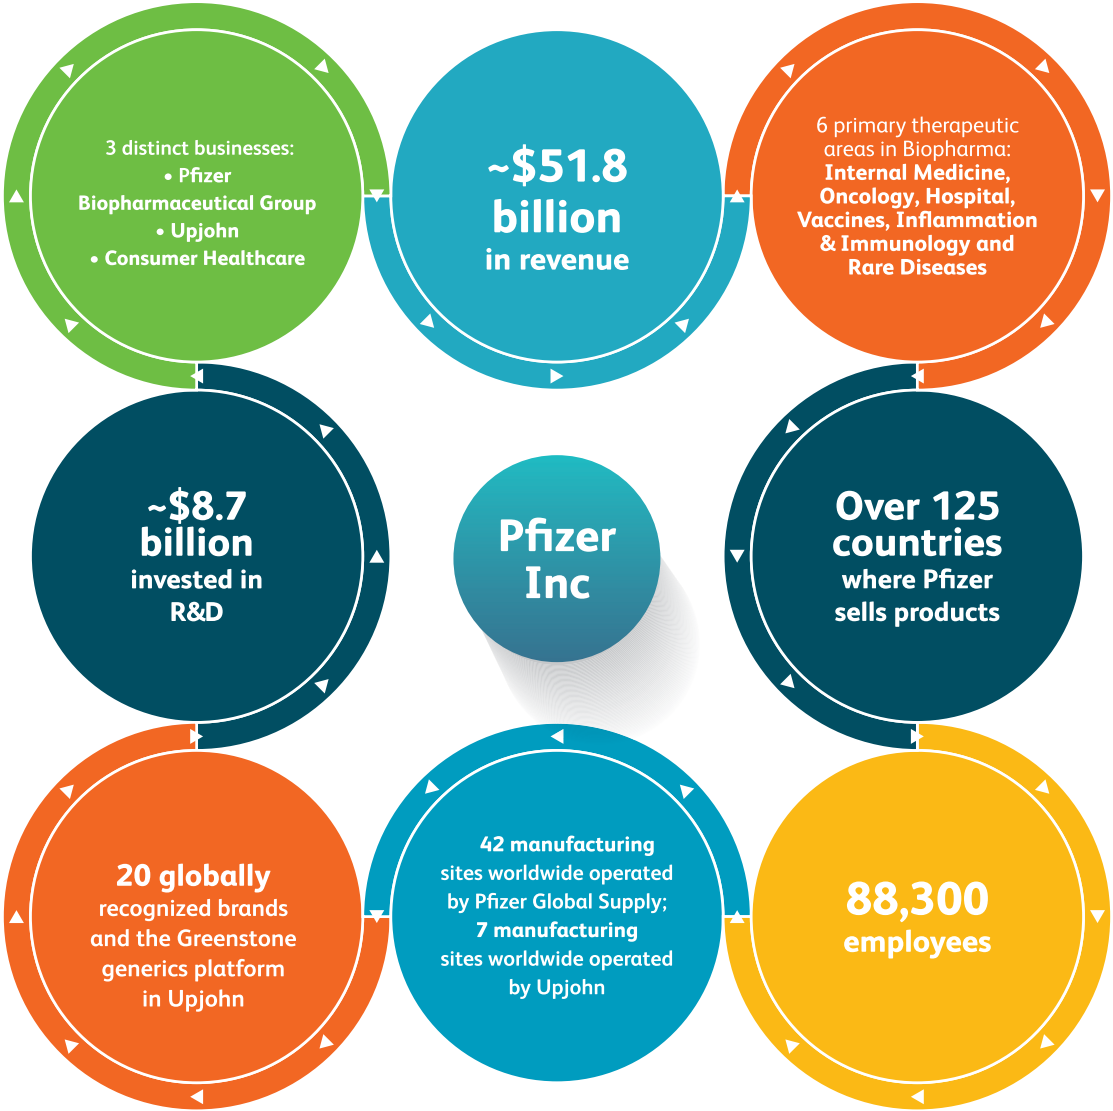 3 distinct businesses:
• Pfizer
Biopharmaceutical Group
• Upjohn
• Consumer Healthcare
~$51.8
billion
in revenue
6 primary therapeutic
areas in Biopharma:
Internal Medicine,
Oncology, Hospital,
Vaccines, Inflammation
& Immunology and
Rare Diseases
~$8.7
billion
invested in
R&D
Pfizer
Inc
Over 125
countries
where Pfizer
sells products
20 globally
recognized brands
and the Greenstone
generics platform
in Upjohn
42 manufacturing
sites worldwide operated
by Pfizer Global Supply;
7 manufacturing
sites worldwide operated
by Upjohn
88,300
employees